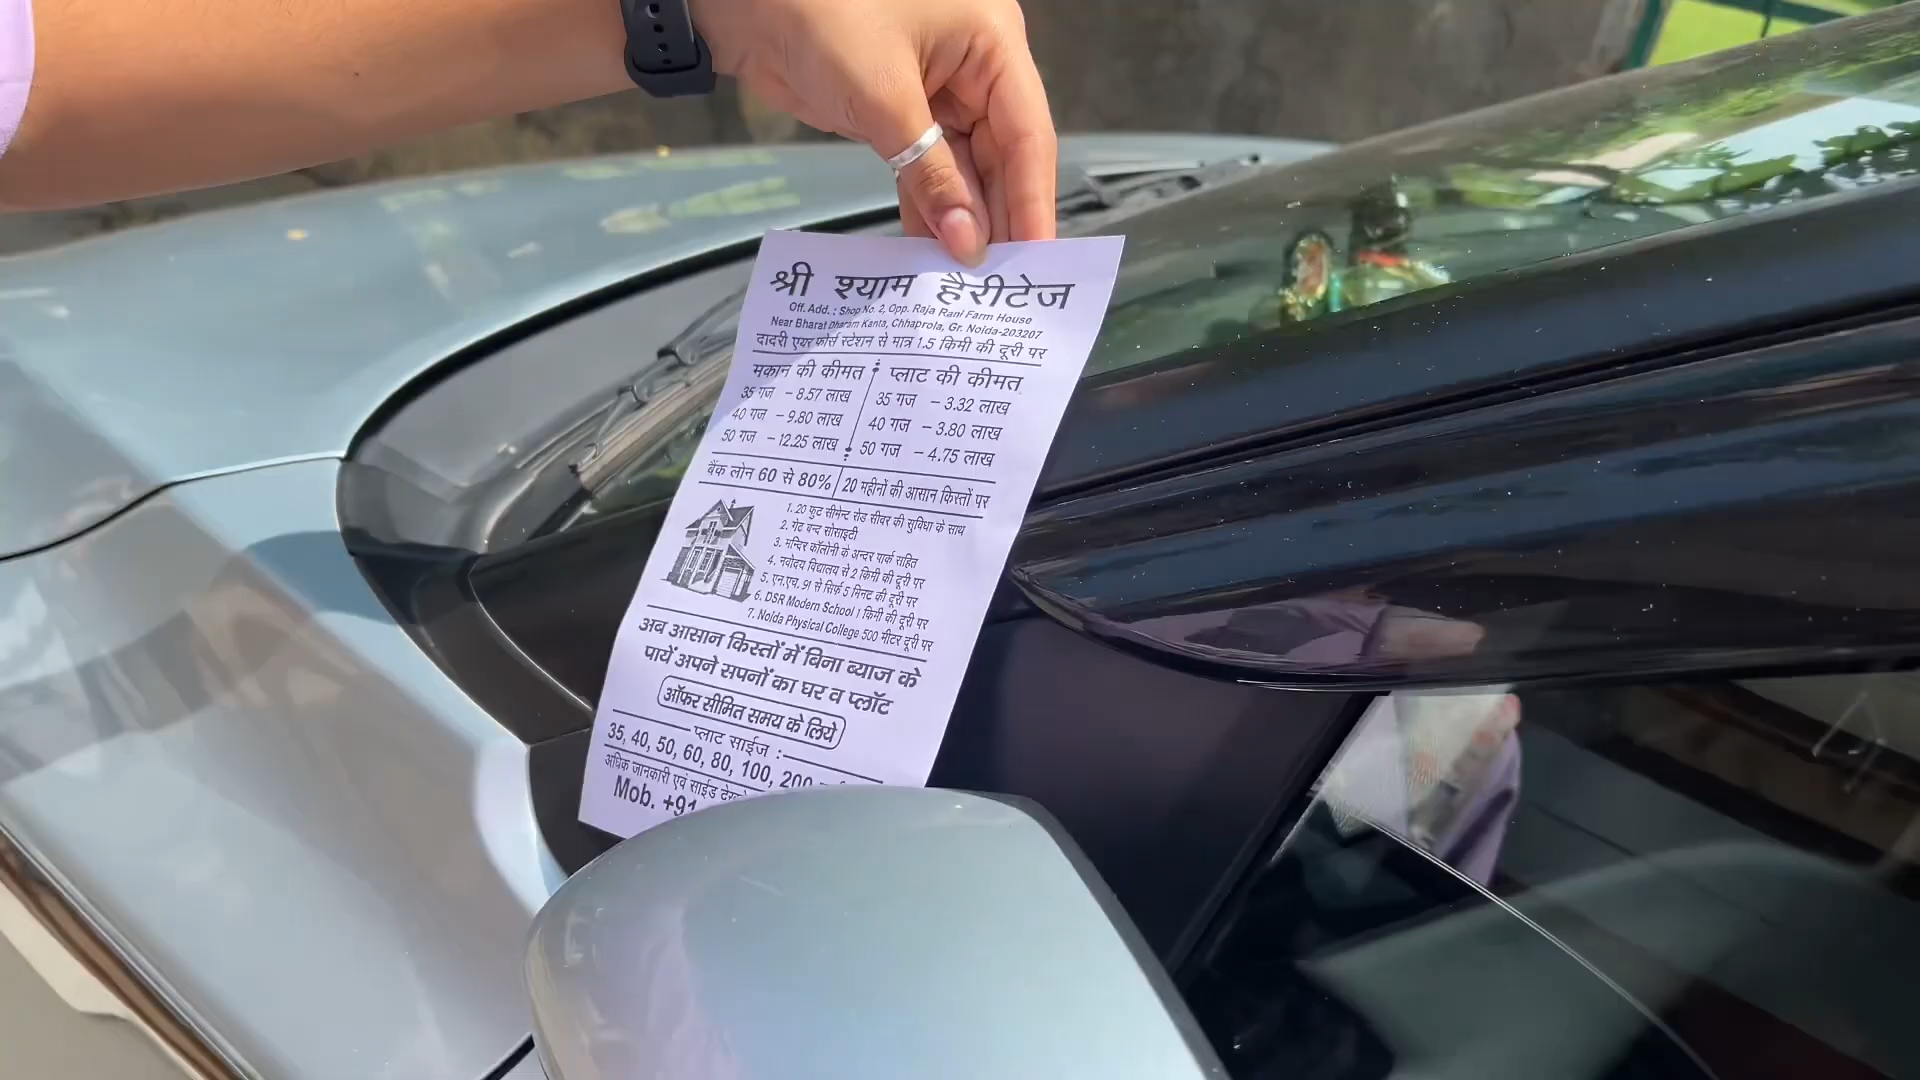 श्री श्याम हैरीटेज
Off. Add. : Shop No. 2, Opp. Raja Rani Farm House
Near Bharat Dharam Kanta, Chhaprola, Gr. Noida-203207
दादरी एयर फोर्स स्टेशन से मात्र 1.5 किमी की दूरी पर
मकान की कीमत
35 गज - 8.57 लाख
40 गज - 9.80 लाख
50 गज - 12.25 लाख
प्लाट की कीमत
35 गज - 3.32 लाख
40 गज - 3.80 लाख
50 गज - 4.75 लाख
बैंक लोन 60 से 80%
20 महीनों की आसान किस्तों पर
1. 20 फुट सीमेन्ट रोड सीवर की सुविधा के साथ
2. गेट बन्द सोसाइटी
3. मन्दिर कॉलोनी के अन्दर पार्क सहित
4. नवोदय विद्यालय से 2 किमी की दूरी पर
5. एन.एच. 91 से सिर्फ 5 मिनट की दूरी पर
6. DSR Modern School 1 किमी की दूरी पर
7. Noida Physical College 500 मीटर दूरी पर
अब आसान किस्तों में बिना ब्याज के
पायें अपने सपनों का घर व प्लॉट
ऑफर सीमित समय के लिये
प्लाट साईज :
35, 40, 50, 60, 80, 100, 200
अधिक जानकारी एवं साईड
Mob. +91